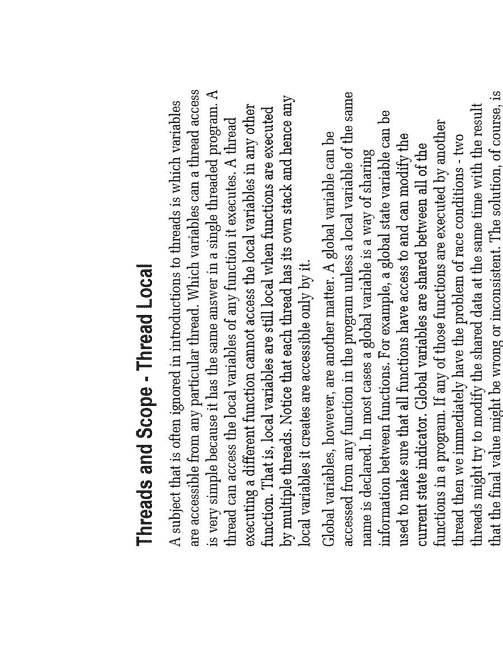 Threads and Scope - Thread Local
A subject that is often ignored in introductions to threads is which variables
are accessible from any particular thread. Which variables can a thread access
is very simple because it has the same answer in a single threaded program. A
thread can access the local variables of any function it executes. A thread
executing a different function cannot access the local variables in any other
function. That is, local variables are still local when functions are executed
by multiple threads. Notice that each thread has its own stack and hence any
local variables it creates are accessible only by it.
Global variables, however, are another matter. A global variable can be
accessed from any function in the program unless a local variable of the same
name is declared. In most cases a global variable is a way of sharing
information between functions. For example, a global state variable can be
used to make sure that all functions have access to and can modify the
current state indicator. Global variables are shared between all of the
functions in a program. If any of those functions are executed by another
thread then we immediately have the problem of race conditions - two
threads might try to modify the shared data at the same time with the result
that the final value might be wrong or inconsistent. The solution, of course, is